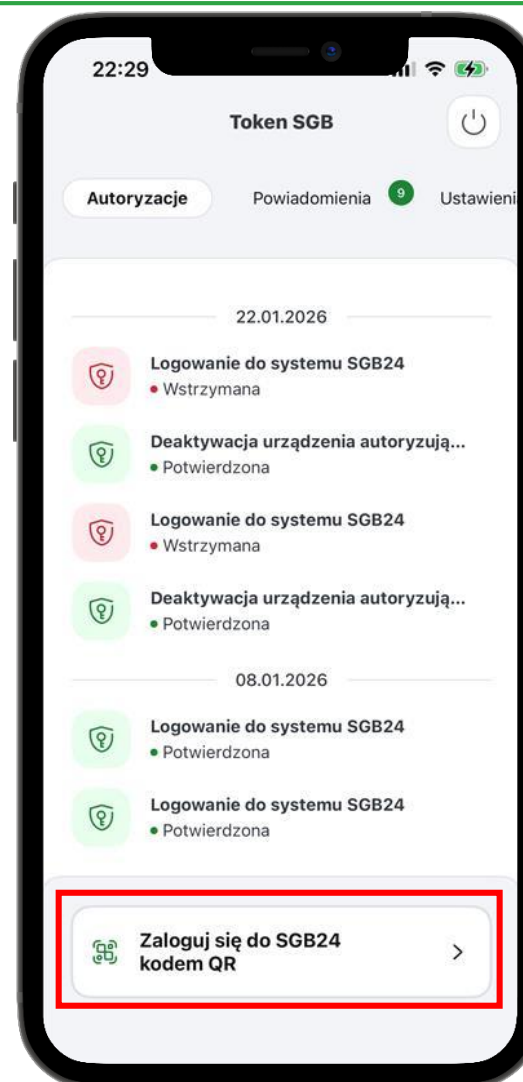 22:29
Token SGB
Autoryzacje Powiadomienia 9 Ustawieni
22.01.2026
Logowanie do systemu SGB24
Wstrzymana
Deaktywacja urządzenia autoryzują...
Potwierdzona
Logowanie do systemu SGB24
Wstrzymana
Deaktywacja urządzenia autoryzują...
Potwierdzona
08.01.2026
Logowanie do systemu SGB24
Potwierdzona
Logowanie do systemu SGB24
Potwierdzona
Zaloguj się do SGB24
kodem QR